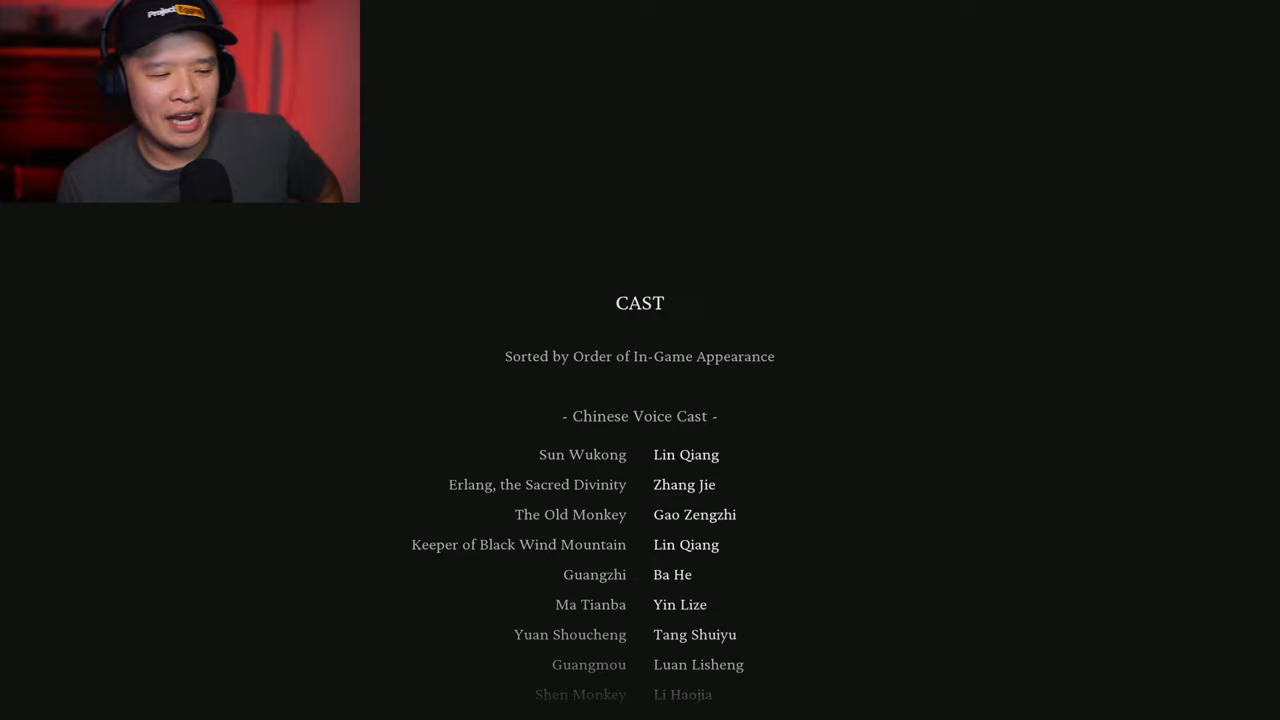 Project Egging
CAST
Sorted by Order of In-Game Appearance
- Chinese Voice Cast -
Sun Wukong Lin Qiang
Erlang, the Sacred Divinity Zhang Jie
The Old Monkey Gao Zengzhi
Keeper of Black Wind Mountain Lin Qiang
Guangzhi Ba He
Ma Tianba Yin Lize
Yuan Shoucheng Tang Shuiyu
Guangmou Luan Lisheng
Shen Monkey Li Haojia